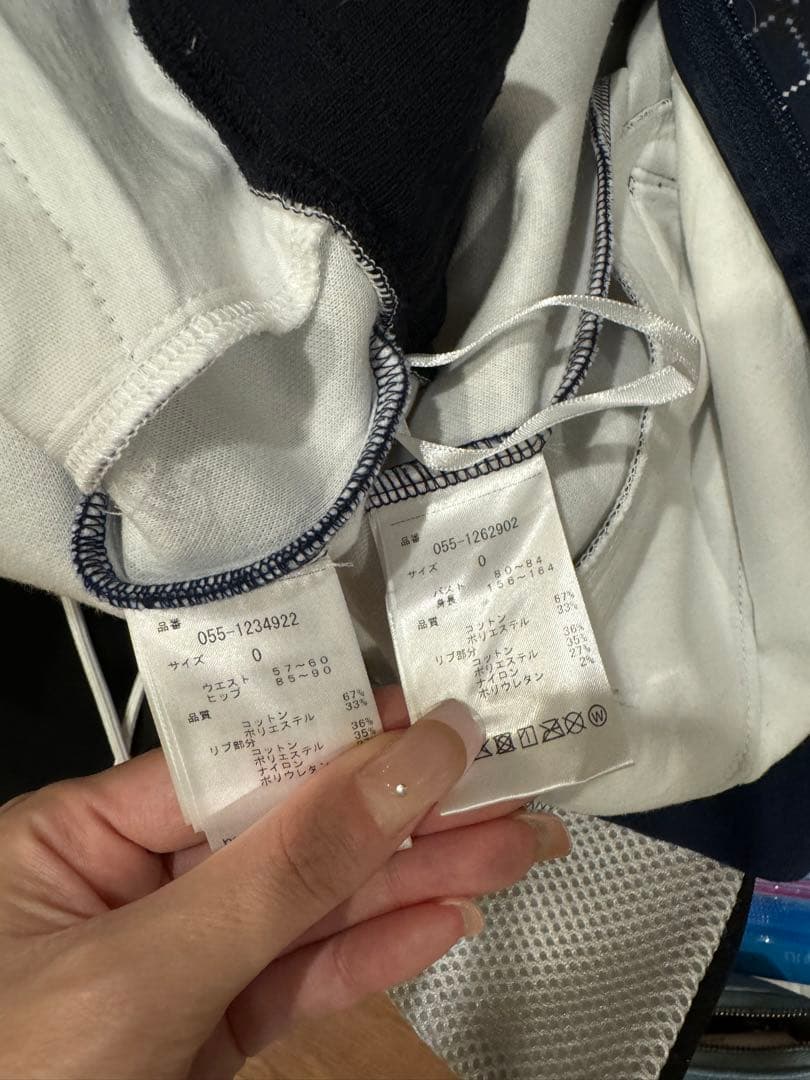 品番 055-1234922
サイズ 0
ウエスト 57~60
ヒップ 85~90
品質
コットン 67%
ポリエステル 33%
リブ部分
コットン 36%
ポリエステル 35%
ナイロン
ポリウレタン
品番 055-1262902
サイズ 0
バスト 80~84
身長 156~164
品質
コットン 67%
ポリエステル 33%
リブ部分
コットン 36%
ポリエステル 35%
ナイロン 27%
ポリウレタン 2%
W